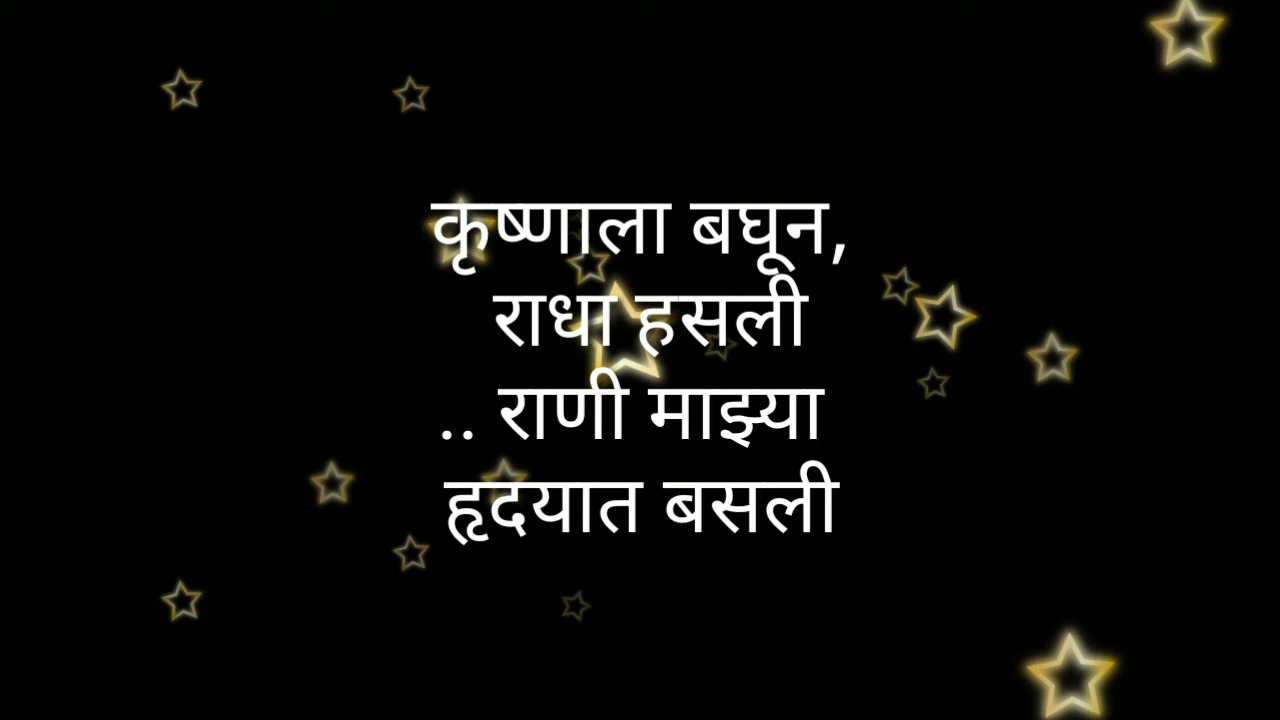 कृष्णाला बघून,
राधा हसली
.. राणी माझ्या
हृदयात बसली